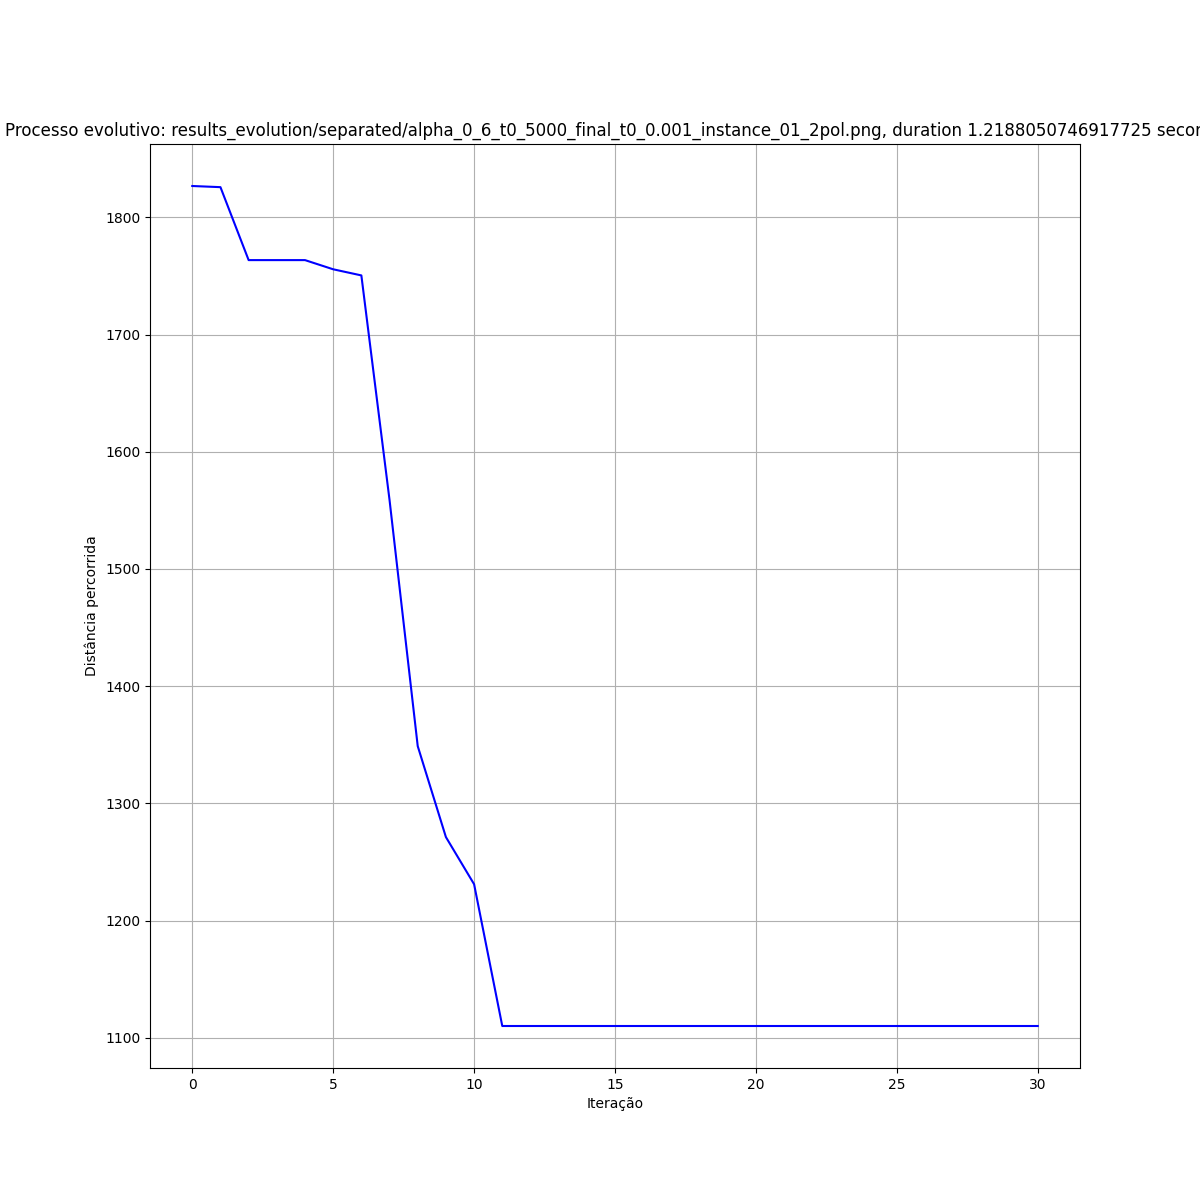 Processo evolutivo: results_evolution/separated/alpha_0_6_t0_5000_final_t0_0.001_instance_01_2pol.png, duration 1.2188050746917725 secon
1800
1700
1600
1500
1400
1300
1200
1100
Distância percorrida
0 5 10 15 20 25 30
Iteração